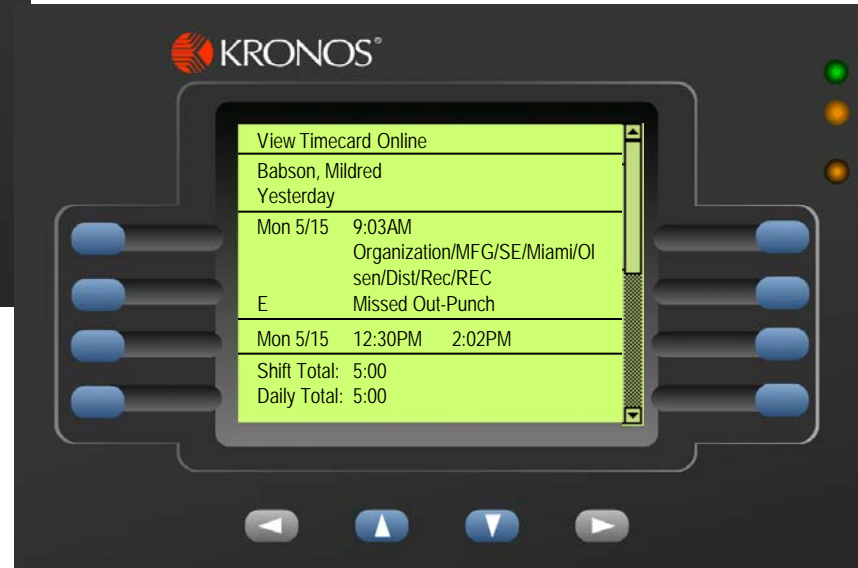 KRONOS®
View Timecard Online
Babson, Mildred
Yesterday
Mon 5/15 9:03AM
Organization/MFG/SE/Miami/Ol
sen/Dist/Rec/REC
E Missed Out-Punch
Mon 5/15 12:30PM 2:02PM
Shift Total: 5:00
Daily Total: 5:00